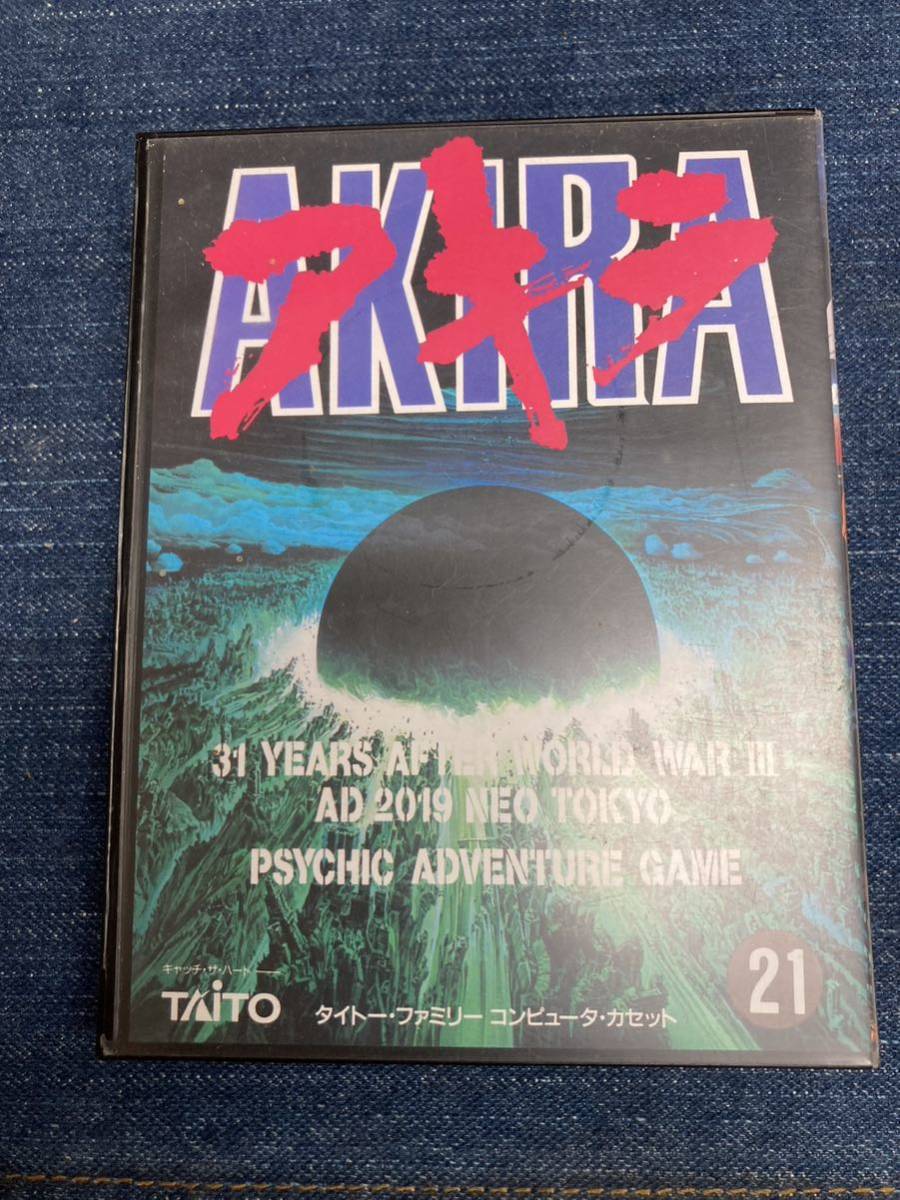 AKIRA
アキラ
31 YEARS AFTER WORLD WAR III
AD 2019 NEO TOKYO
PSYCHIC ADVENTURE GAME
キャッチ・ザ・ハート
TAITO
タイトー・ファミリー コンピュータ・カセット
21